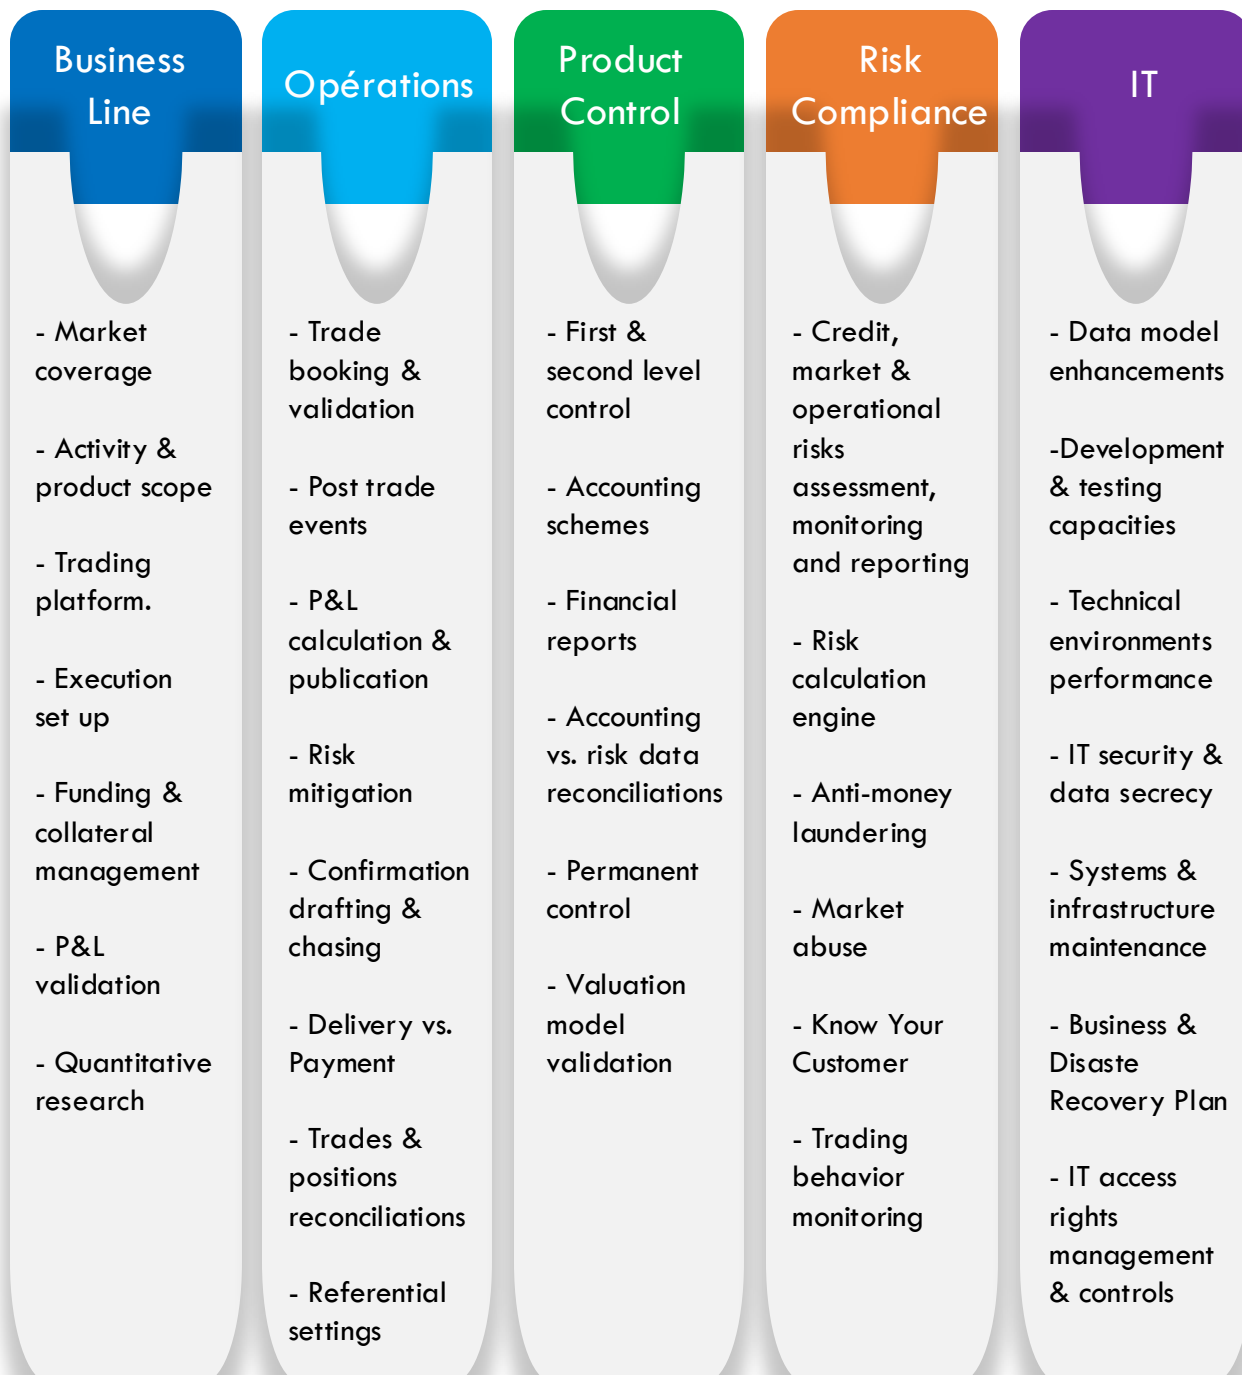 Business
Line
- Market
coverage
- Activity &
product scope
- Trading
platform.
- Execution
set up
- Funding &
collateral
management
- P&L
validation
- Quantitative
research
Opérations
- Trade
booking &
validation
- Post trade
events
- P&L
calculation &
publication
- Risk
mitigation
- Confirmation
drafting &
chasing
- Delivery vs.
Payment
- Trades &
positions
reconciliations
- Referential
settings
Product
Control
- First &
second level
control
- Accounting
schemes
- Financial
reports
- Accounting
vs. risk data
reconciliations
- Permanent
control
- Valuation
model
validation
Risk
Compliance
- Credit,
market &
operational
risks
assessment,
monitoring
and reporting
- Risk
calculation
engine
- Anti-money
laundering
- Market
abuse
- Know Your
Customer
- Trading
behavior
monitoring
IT
- Data model
enhancements
-Development
& testing
capacities
- Technical
environments
performance
- IT security &
data secrecy
- Systems &
infrastructure
maintenance
- Business &
Disaste
Recovery Plan
- IT access
rights
management
& controls